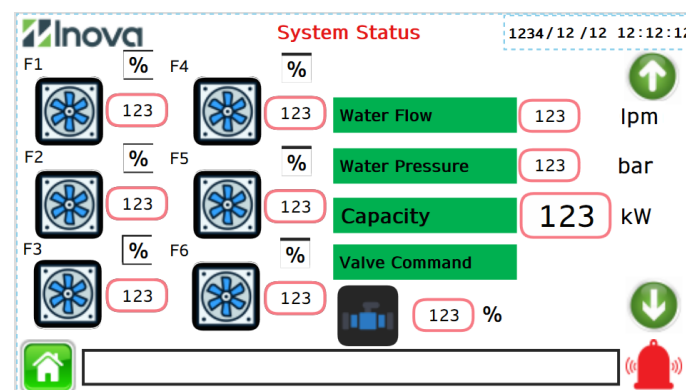 Inova
System Status
1234/12/12 12:12:12
F1 % F4 %
123 123
Water Flow 123 lpm
F2 % F5 %
Water Pressure 123 bar
123 123
Capacity 123 kW
F3 % F6 %
Valve Command
123 123
123 %